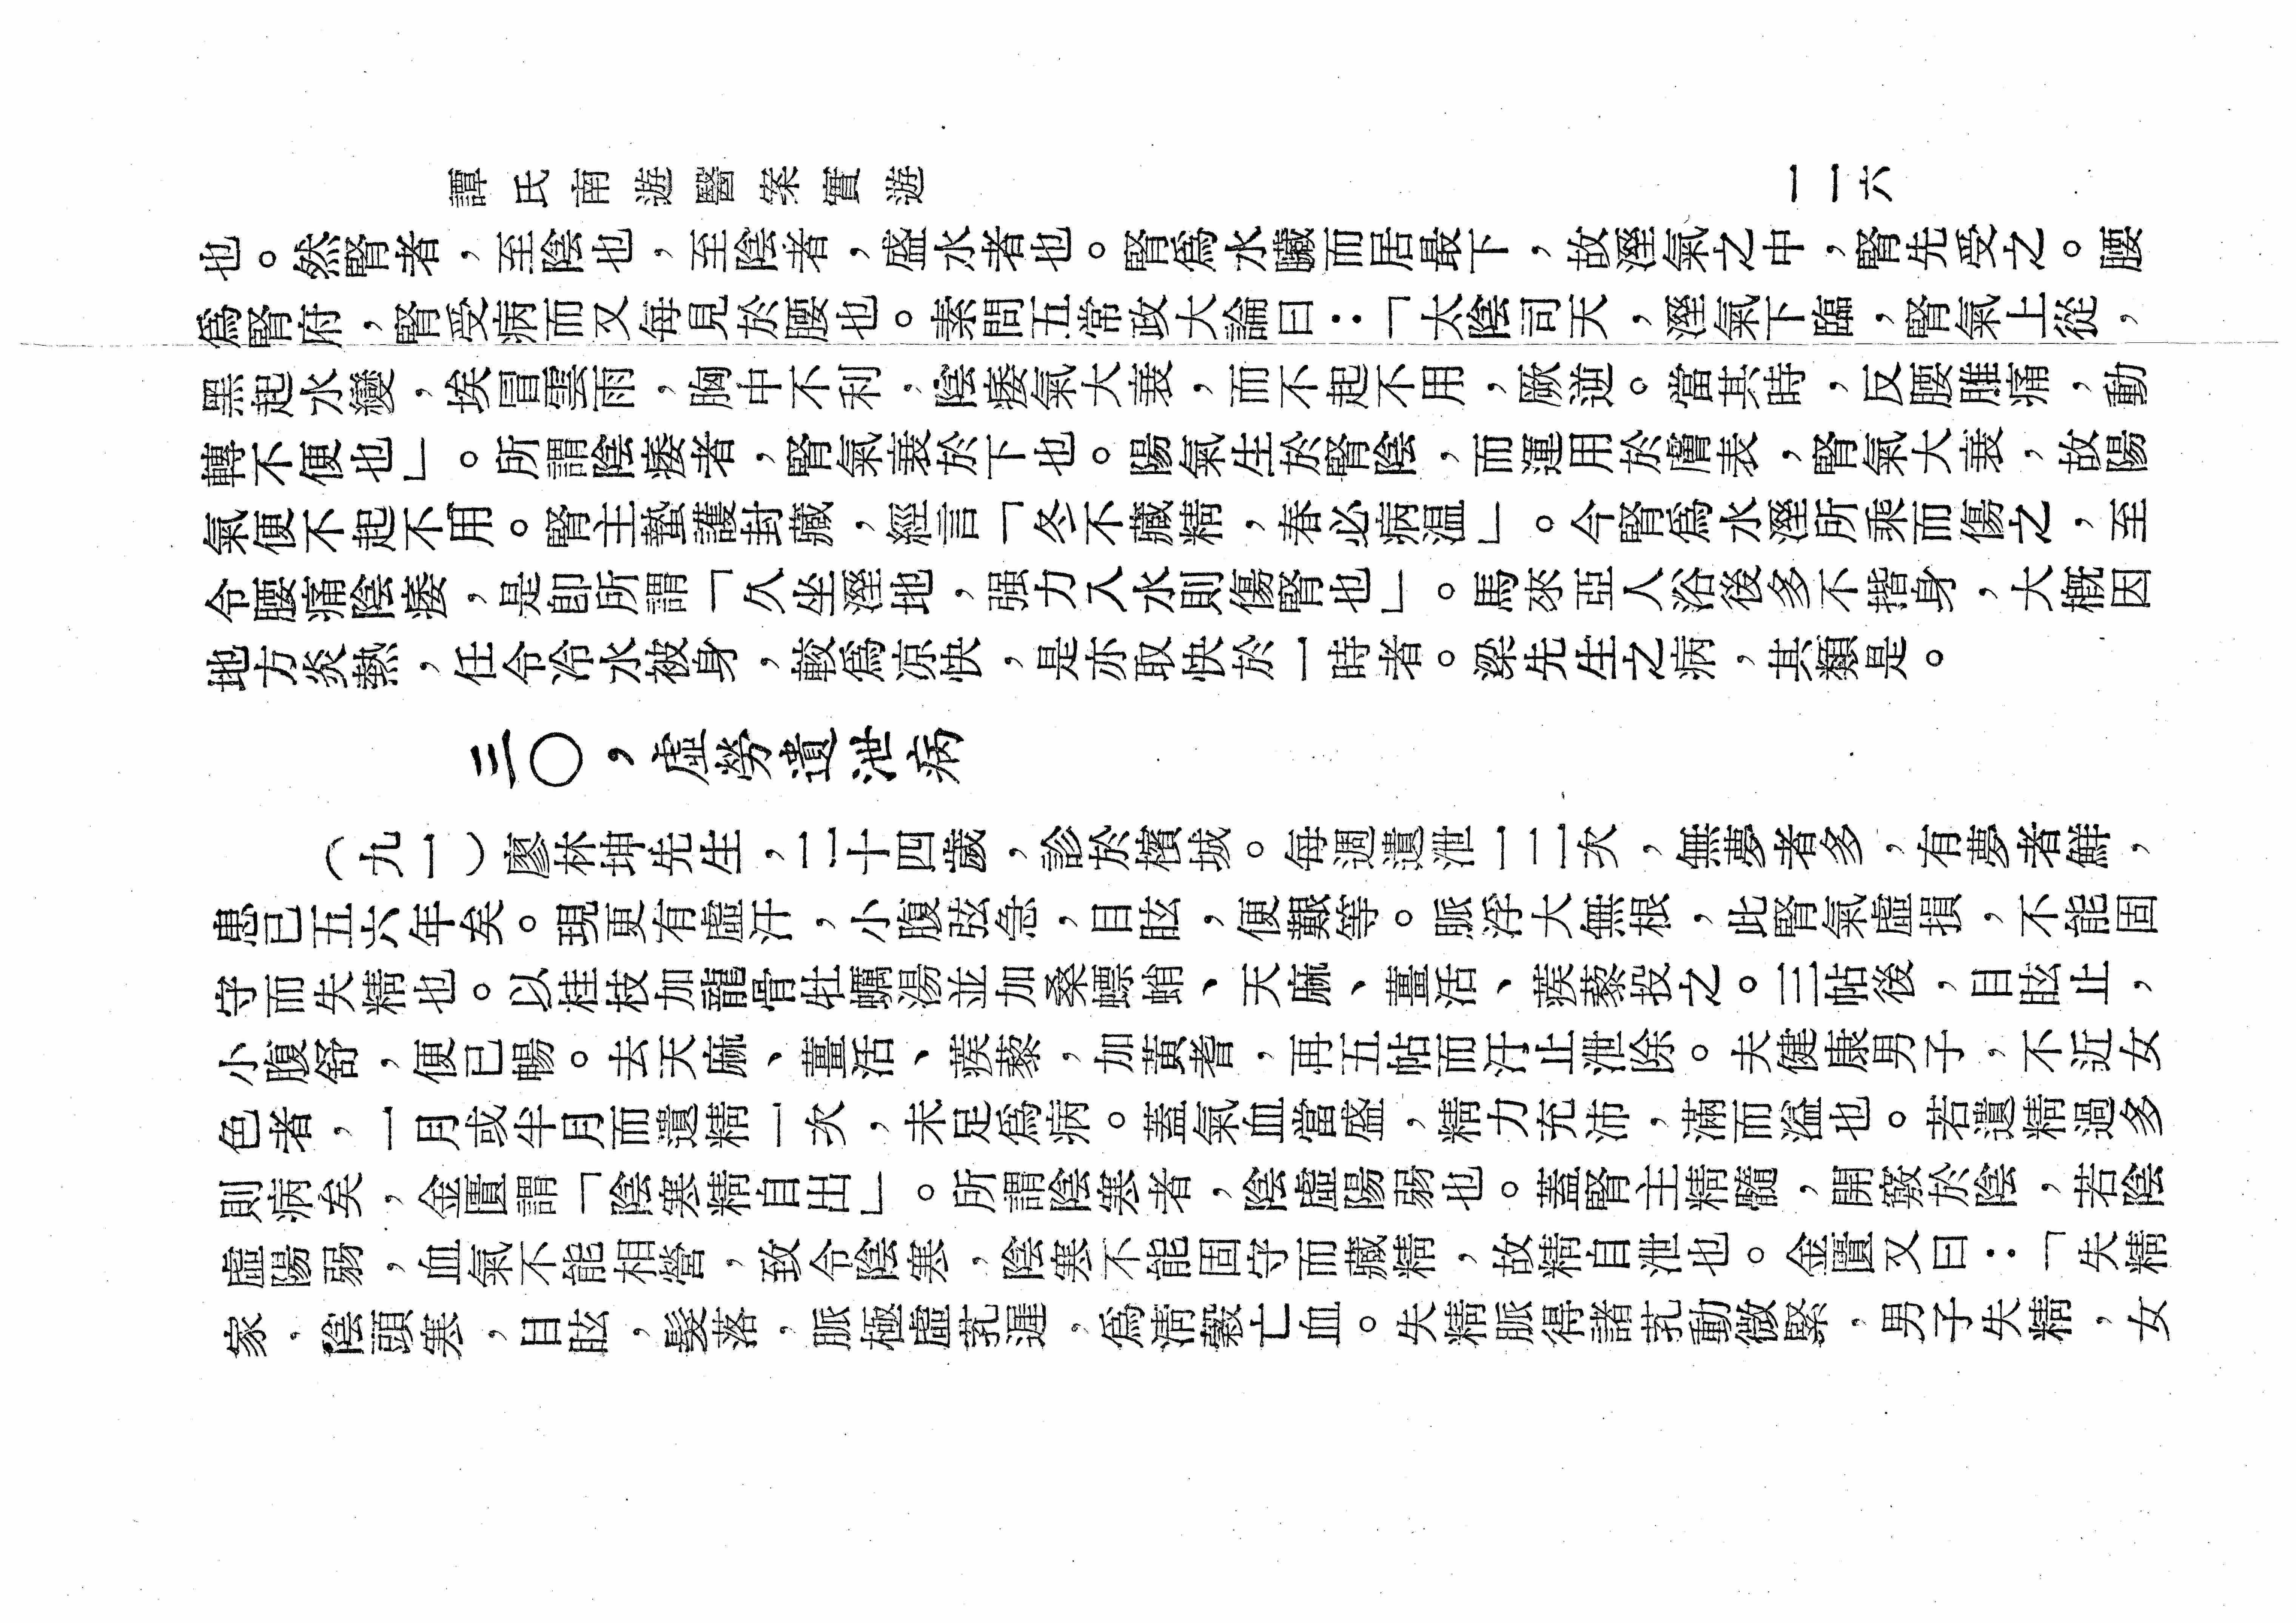 譚氏南遊醫案實遊
一一六
也。然腎者，至陰也，至陰者，盛水者也。腎爲水臟而居最下，故溼氣之中，腎先受之。腰
爲腎府，腎受病而又每見於腰也。素問五常政大論曰：「太陰司天，溼氣下臨，腎氣上從，
黑起水變，埃冒雲雨，胸中不利，陰痿氣大衰，而不起不用，厥逆。當其時，反腰脽痛，動
轉不便也」。所謂陰痿者，腎氣衰於下也。陽氣生於腎陰，而運用於膚表，腎氣大衰，故陽
氣便不起不用。腎主蟄護封藏，經言「冬不藏精，春必病温」。今腎爲水溼所乘而傷之，至
令腰痛陰痿，是卽所謂「久坐溼地，强力入水則傷腎也」。馬來亞人浴後多不揩身，大概因
地方炎熱，任令冷水被身，較爲凉快，是亦取快於一時者。梁先生之病，其類是。
三〇，虛勞遺泄病
（九一）廖林坤先生，二十四歲，診於檳城。每週遺泄一二次，無夢者多，有夢者鮮，
患已五六年矣。現更有虛汗，小腹弦急，目眩，便艱等。脈浮大無根，此腎氣虛損，不能固
守而失精也。以桂枝加龍骨牡蠣湯並加桑螵蛸、天麻、薑活、蒺藜投之。三帖後，目眩止，
小腹舒，便已暢。去天麻、薑活、蒺藜，加黃耆，再五帖而汗止泄除。夫健康男子，不近女
色者，一月或半月而遺精一次，未足爲病。蓋氣血當盛，精力充沛，滿而溢也。若遺精過多
則病矣，金匱謂「陰寒精自出」。所謂陰寒者，陰虛陽弱也。蓋腎主精髓，開竅於陰，若陰
虛陽弱，血氣不能相營，致令陰寒，陰寒不能固守而藏精，故精自泄也。金匱又曰：「失精
家，陰頭寒，目眩，髮落，脈極虛芤遲，爲淸穀亡血。失精脈得諸芤動微緊，男子失精，女